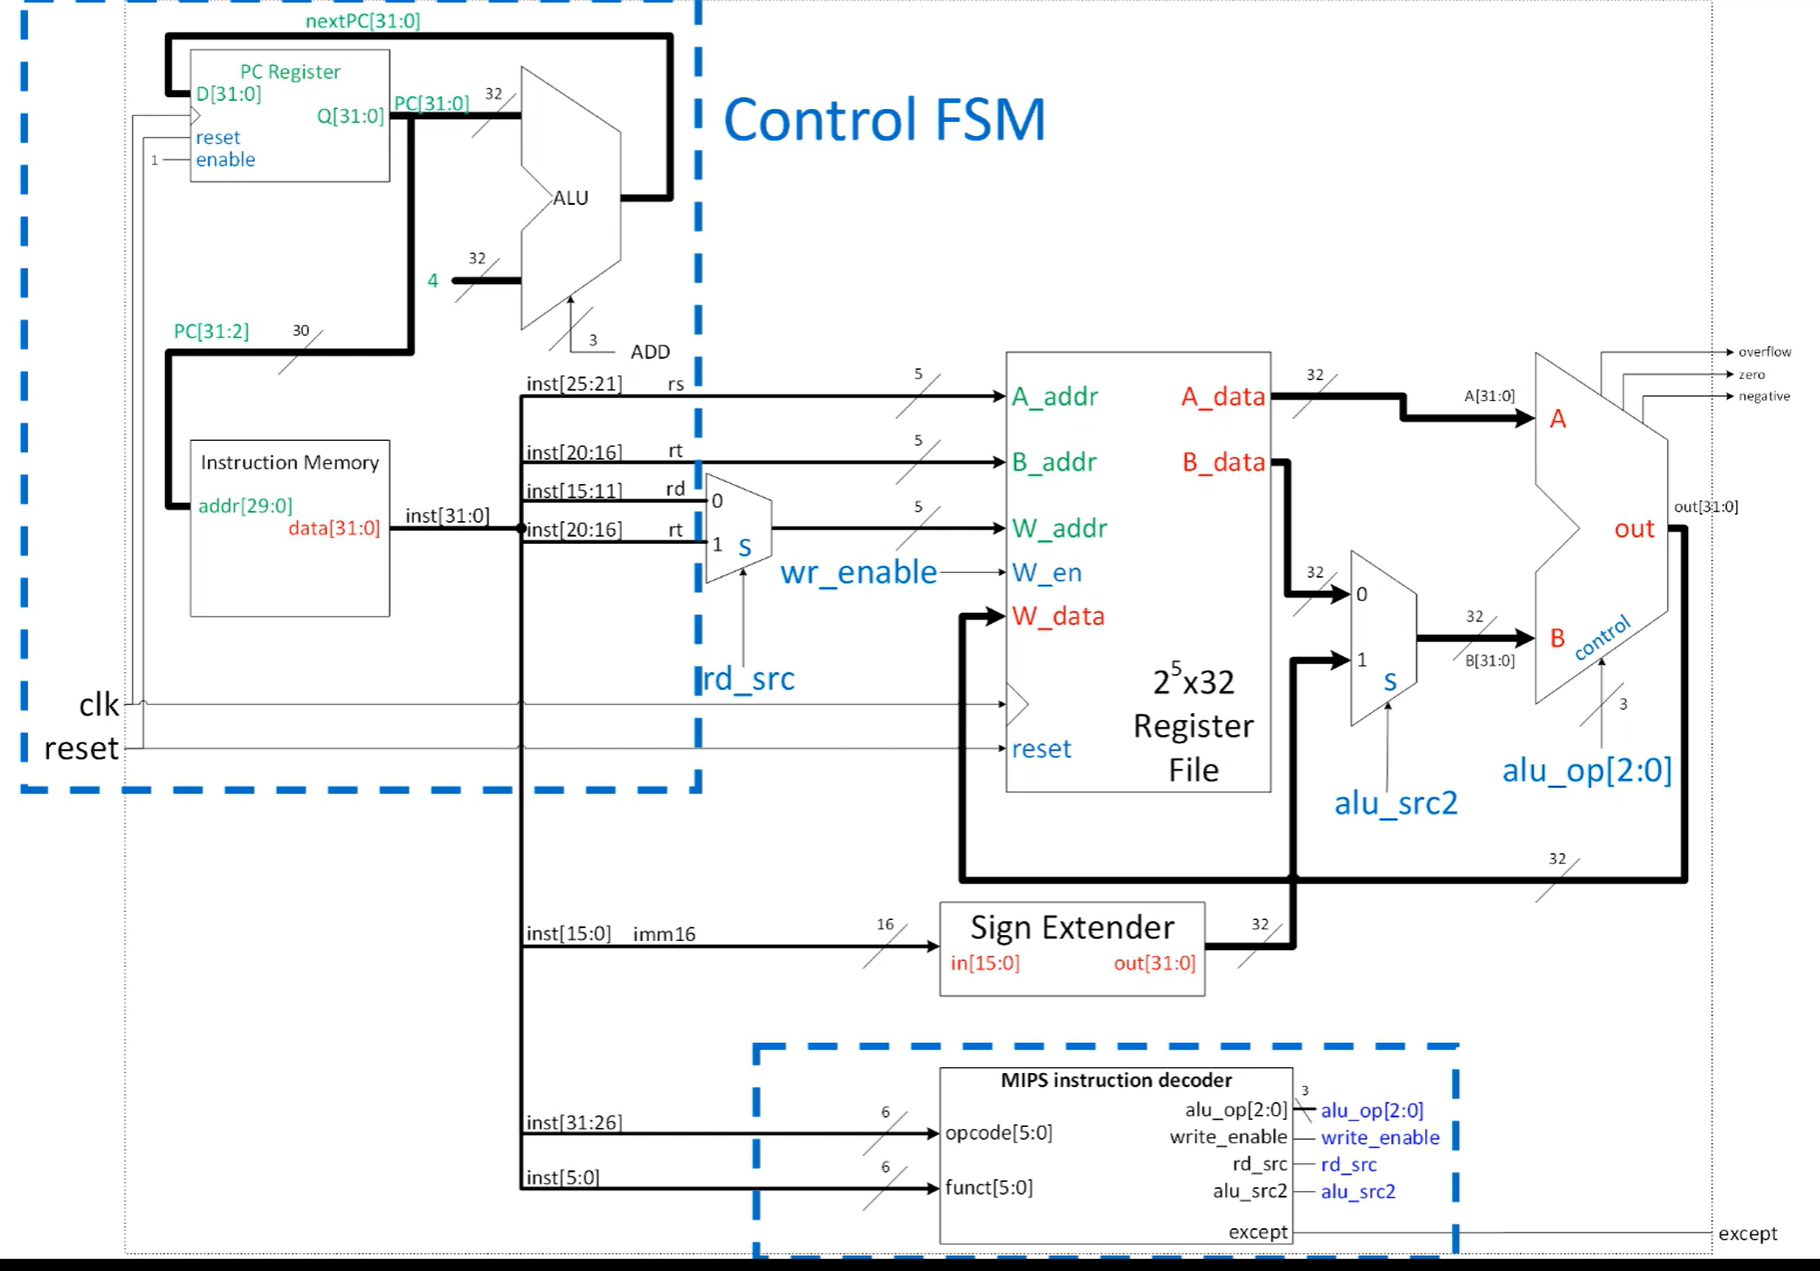 nextPC[31:0]
PC Register
D[31:0]
Q[31:0]
PC[31:0]
32
reset
1
enable
Control FSM
ALU
32
4
PC[31:2]
30
3
ADD
overflow
zero
negative
inst[25:21] rs
5
A_addr
A_data
32
A[31:0]
A
inst[20:16] rt
5
B_addr
B_data
Instruction Memory
addr[29:0]
data[31:0]
inst[31:0]
inst[15:11] rd
0
inst[20:16] rt
1
S
5
W_addr
out[31:0]
out
wr_enable
W_en
32
0
W_data
32
B
B[31:0]
control
1
S
rd_src
2⁵x32
Register
File
3
clk
reset
reset
alu_op[2:0]
alu_src2
32
inst[15:0] imm16
16
Sign Extender
in[15:0]
out[31:0]
32
MIPS instruction decoder
inst[31:26]
6
opcode[5:0]
inst[5:0]
6
funct[5:0]
alu_op[2:0]
3
alu_op[2:0]
write_enable
write_enable
rd_src
rd_src
alu_src2
alu_src2
except
except